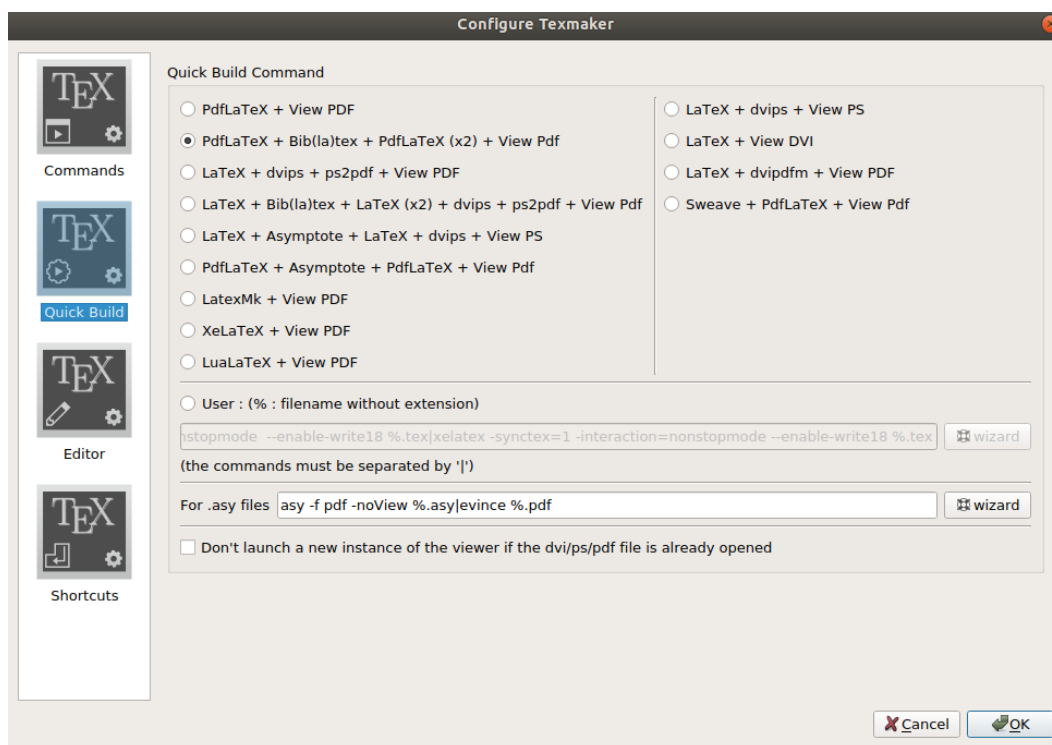 Configure Texmaker
TEX
Commands
TEX
Quick Build
TEX
Editor
TEX
Shortcuts
Quick Build Command
PdfLaTeX + View PDF
PdfLaTeX + Bib(la)tex + PdfLaTeX (x2) + View Pdf
LaTeX + dvips + ps2pdf + View PDF
LaTeX + Bib(la)tex + LaTeX (x2) + dvips + ps2pdf + View Pdf
LaTeX + Asymptote + LaTeX + dvips + View PS
PdfLaTeX + Asymptote + PdfLaTeX + View Pdf
LatexMk + View PDF
XeLaTeX + View PDF
LuaLaTeX + View PDF
LaTeX + dvips + View PS
LaTeX + View DVI
LaTeX + dvipdfm + View PDF
Sweave + PdfLaTeX + View Pdf
User : (% : filename without extension)
nstopmode --enable-write18 %.tex|xelatex -synctex=1 -interaction=nonstopmode --enable-write18 %.tex wizard
(the commands must be separated by '|')
For .asy files asy -f pdf -noView %.asy|evince %.pdf wizard
Don't launch a new instance of the viewer if the dvi/ps/pdf file is already opened
Cancel OK